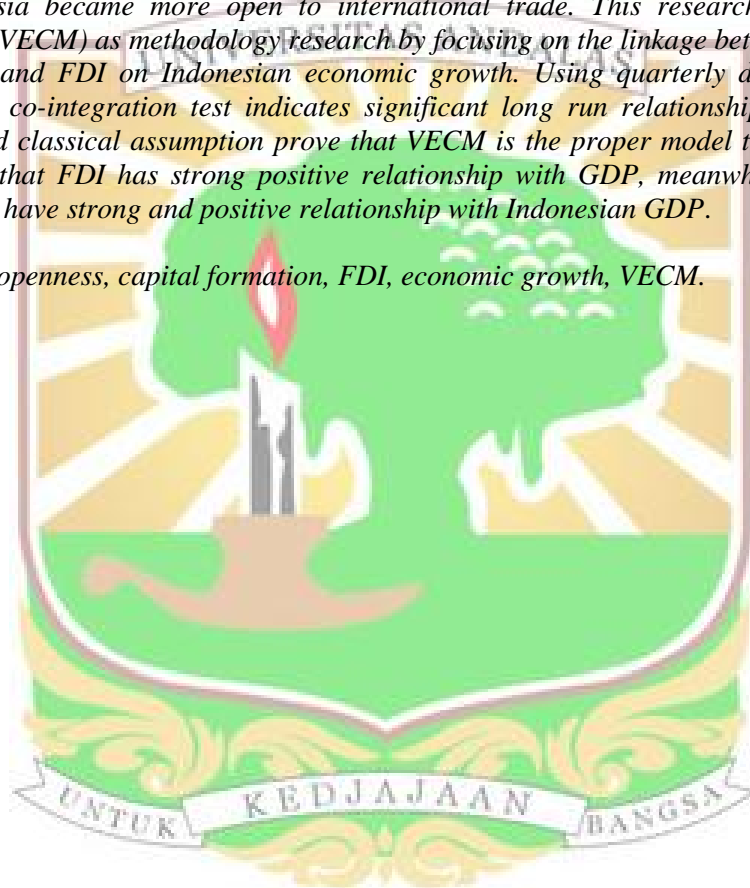 sia became more open to international trade. This research
UNIVERSITAS ANDALAS
(VECM) as methodology research by focusing on the linkage bet
and FDI on Indonesian economic growth. Using quarterly d
co-integration test indicates significant long run relationship
d classical assumption prove that VECM is the proper model t
that FDI has strong positive relationship with GDP, meanwh
have strong and positive relationship with Indonesian GDP.
openness, capital formation, FDI, economic growth, VECM.
UNTUK KEDJAJAAN BANGSA